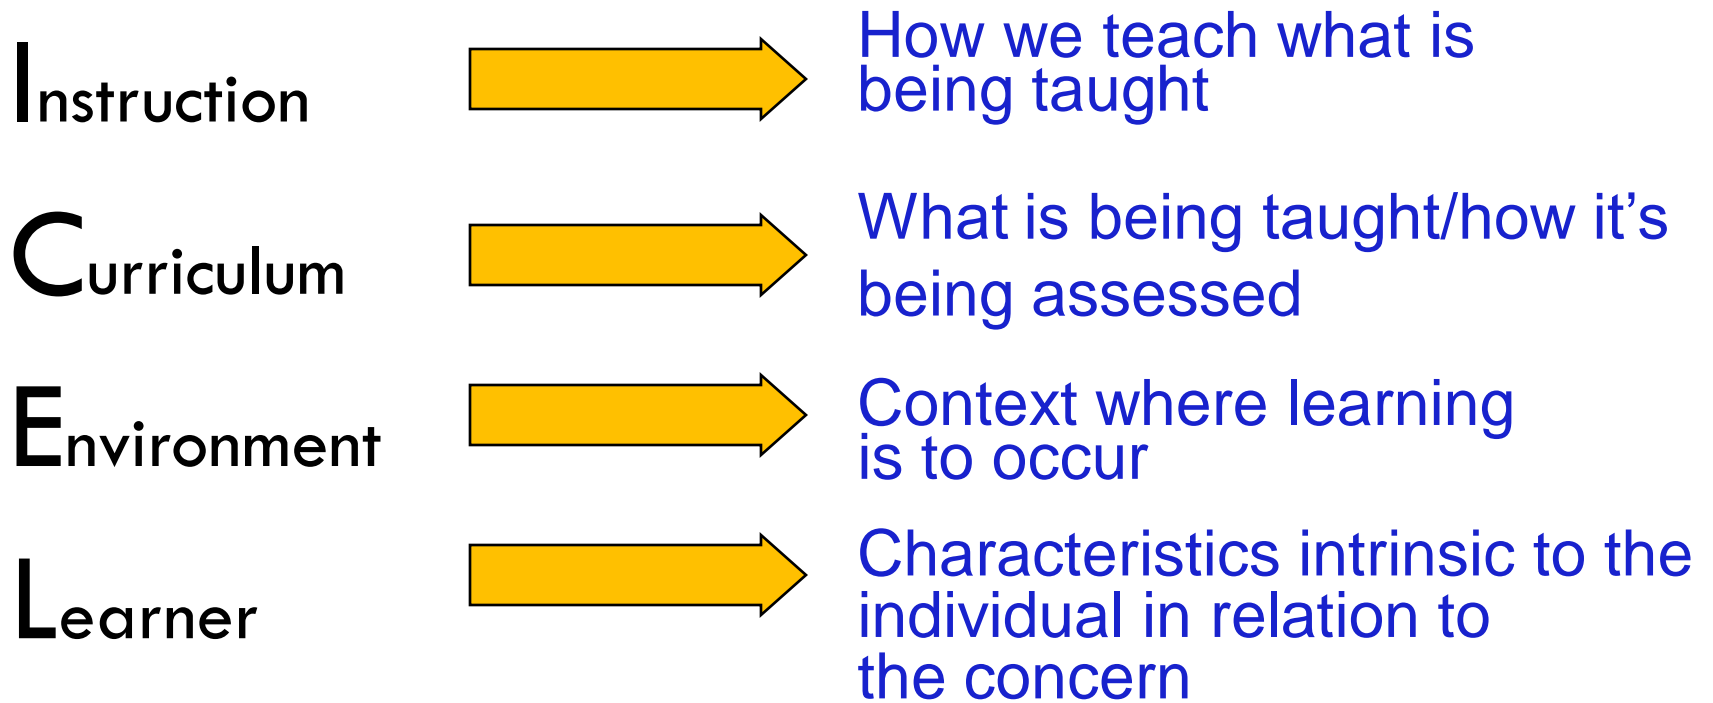 Instruction
How we teach what is
being taught
Curriculum
What is being taught/how it’s
being assessed
Environment
Context where learning
is to occur
Learner
Characteristics intrinsic to the
individual in relation to
the concern